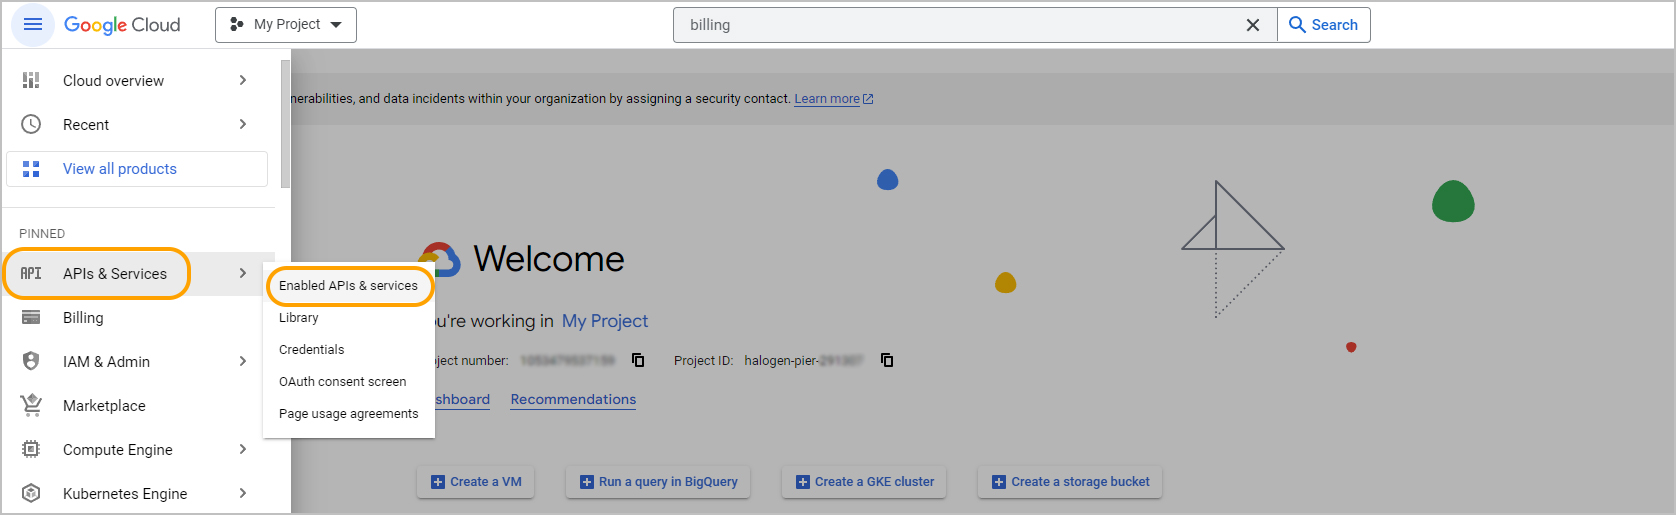 Google Cloud
My Project
billing
Search
Cloud overview
Recent
View all products
PINNED
API APIs & Services
Billing
IAM & Admin
Marketplace
Compute Engine
Kubernetes Engine
Enabled APIs & services
Library
Credentials
OAuth consent screen
Page usage agreements
nerabilities, and data incidents within your organization by assigning a security contact. Learn more
Welcome
ou're working in My Project
ject number:
Project ID: halogen-pier-
shboard Recommendations
Create a VM
Run a query in BigQuery
Create a GKE cluster
Create a storage bucket